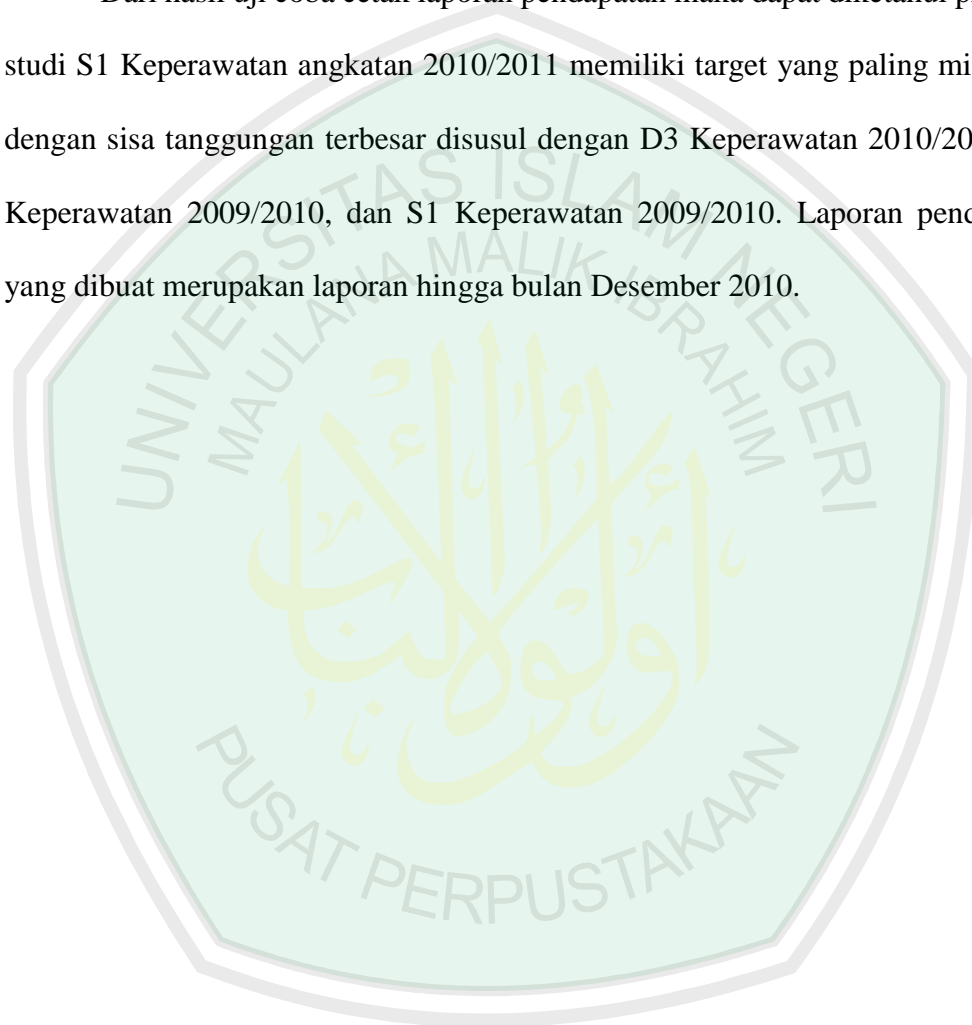 studi S1 Keperawatan angkatan 2010/2011 memiliki target yang paling
dengan sisa tanggungan terbesar disusul dengan D3 Keperawatan
Keperawatan 2009/2010, dan S1 Keperawatan 2009/2010. Laporan
yang dibuat merupakan laporan hingga bulan Desember 2010.
UNIVERSITAS ISLAM NEGERI
MAULANA MALIK IBRAHIM
PUSAT PERPUSTAKAAN